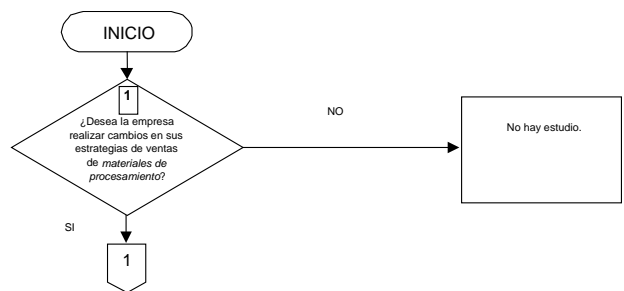 INICIO
1
¿Desea la empresa
realizar cambios en sus
estrategias de ventas
de materiales de
procesamiento?
NO
No hay estudio.
SI
1